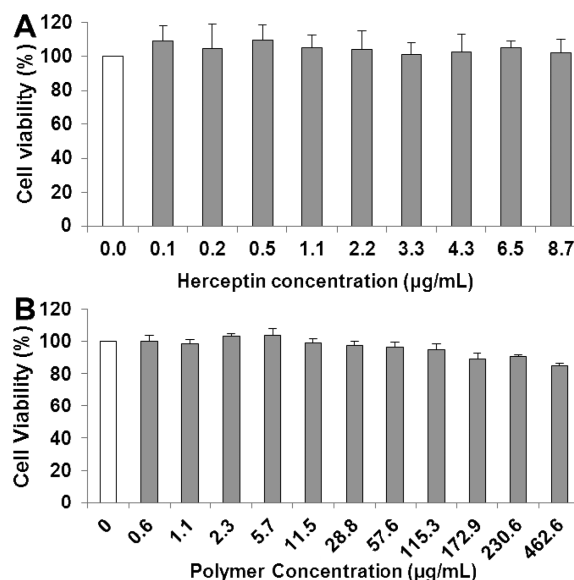 A
Cell viability (%)
120
100
80
60
40
20
0
0.0 0.1 0.2 0.5 1.1 2.2 3.3 4.3 6.5 8.7
Herceptin concentration (µg/mL)
B
Cell Viability (%)
120
100
80
60
40
20
0
0 0.6 1.1 2.3 5.7 11.5 28.8 57.6 115.3 172.9 230.6 462.6
Polymer Concentration (µg/mL)